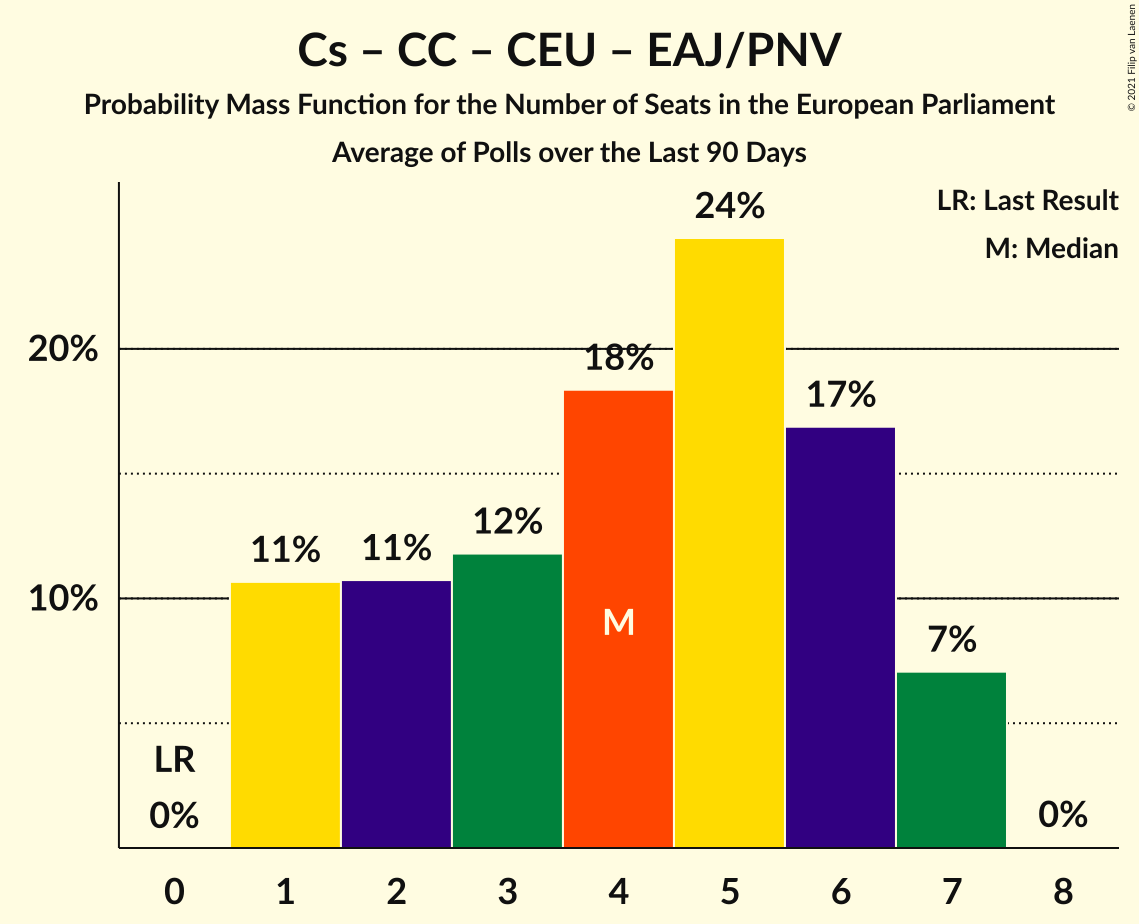 Cs – CC – CEU – EAJ/PNV
Probability Mass Function for the Number of Seats in the European Parliament
Average of Polls over the Last 90 Days
© 2021 Filip van Laenen
LR: Last Result
M: Median
24%
20%
18%
17%
12%
11%
11%
10%
M
7%
LR
0%
0%
0 1 2 3 4 5 6 7 8